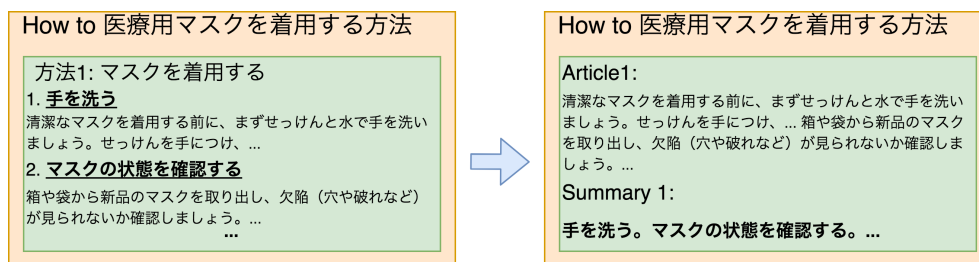 How to 医療用マスクを着用する方法
方法1: マスクを着用する
1. 手を洗う
清潔なマスクを着用する前に、まずせっけんと水で手を洗い
ましょう。せっけんを手につけ、...
2. マスクの状態を確認する
箱や袋から新品のマスクを取り出し、欠陥（穴や破れなど）
が見られないか確認しましょう。...
...
How to 医療用マスクを着用する方法
Article1:
清潔なマスクを着用する前に、まずせっけんと水で手を洗い
ましょう。せっけんを手につけ、... 箱や袋から新品のマスク
を取り出し、欠陥（穴や破れなど）が見られないか確認しま
しょう。...
Summary 1:
手を洗う。マスクの状態を確認する。...